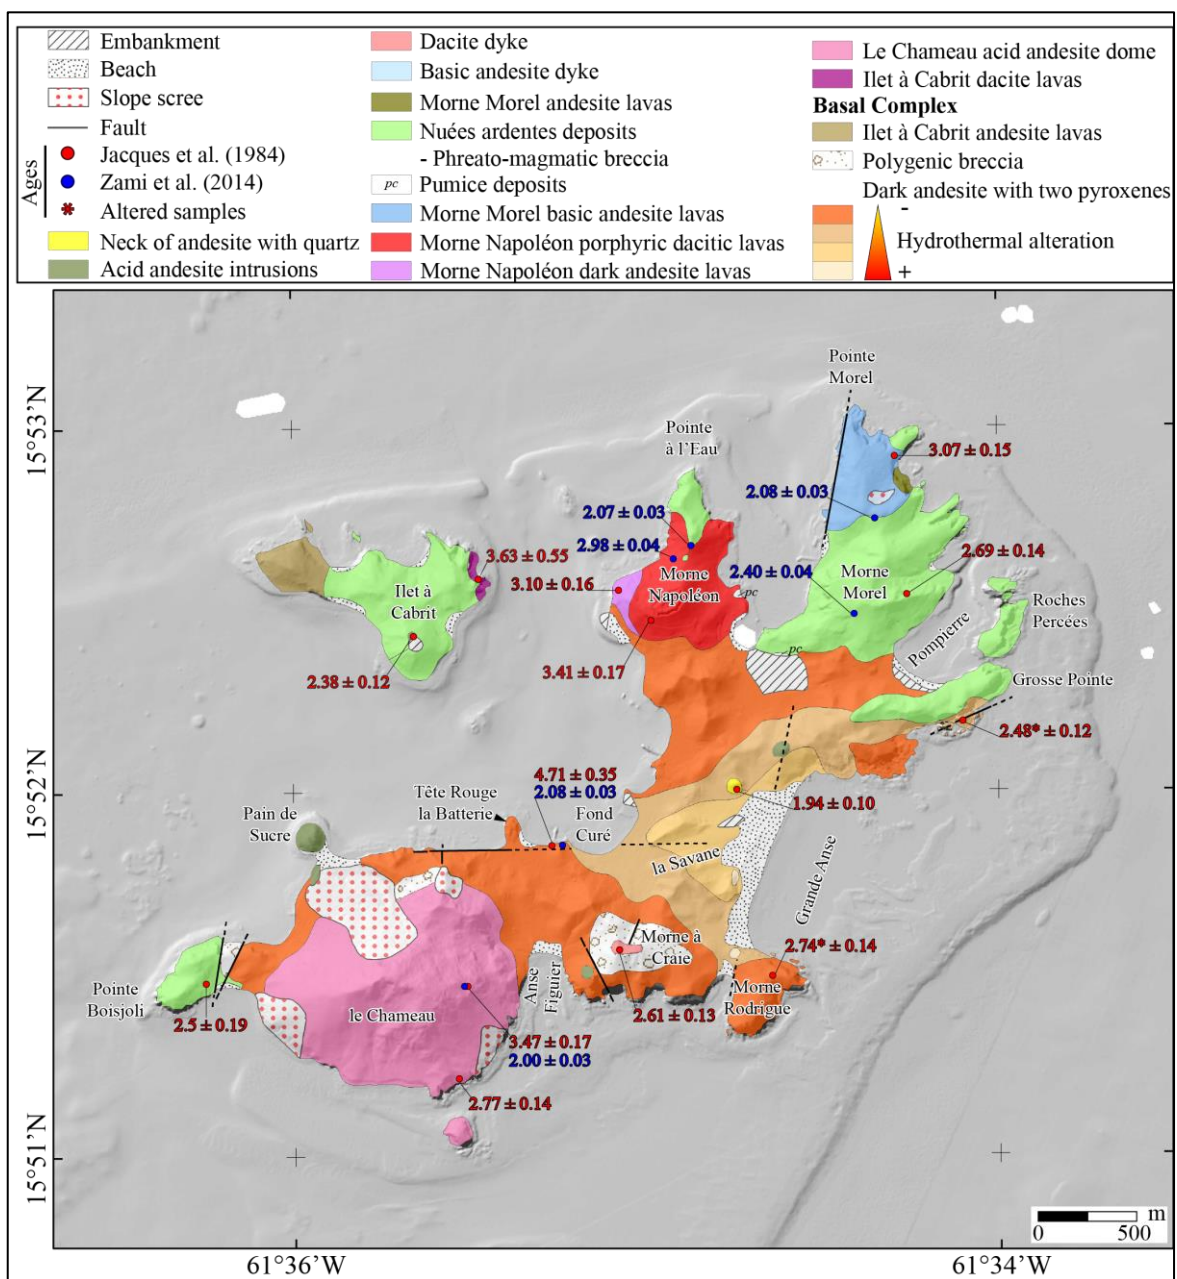 Embankment
Beach
Slope scree
Fault
Ages
Jacques et al. (1984)
Zami et al. (2014)
* Altered samples
Neck of andesite with quartz
Acid andesite intrusions
Dacite dyke
Basic andesite dyke
Morne Morel andesite lavas
Nuées ardentes deposits
- Phreato-magmatic breccia
pc Pumice deposits
Morne Morel basic andesite lavas
Morne Napoléon porphyric dacitic lavas
Morne Napoléon dark andesite lavas
Le Chameau acid andesite dome
Ilet à Cabrit dacite lavas
Basal Complex
Ilet à Cabrit andesite lavas
Polygenic breccia
Dark andesite with two pyroxenes
-
Hydrothermal alteration
+
Pointe
Morel
15°53'N
Pointe
à l'Eau
3.07 ± 0.15
2.08 ± 0.03
2.07 ± 0.03
2.98 ± 0.04
2.69 ± 0.14
3.63 ± 0.55
3.10 ± 0.16
Morne
Napoléon
2.40 ± 0.04
Morne
Morel
Ilet à
Cabrit
pc
Roches
Percées
Pompierre
pc
3.41 ± 0.17
2.38 ± 0.12
Grosse Pointe
2.48* ± 0.12
15°52'N
4.71 ± 0.35
2.08 ± 0.03
Tête Rouge
la Batterie
Fond
Curé
1.94 ± 0.10
Pain de
Sucre
la Savane
Grande Anse
Morne à
Craie
2.74* ± 0.14
Anse
Figuier
Morne
Rodrigue
Pointe
Boisjoli
2.5 ± 0.19
le Chameau
2.61 ± 0.13
3.47 ± 0.17
2.00 ± 0.03
2.77 ± 0.14
15°51'N
m
0 500
61°36'W
61°34'W